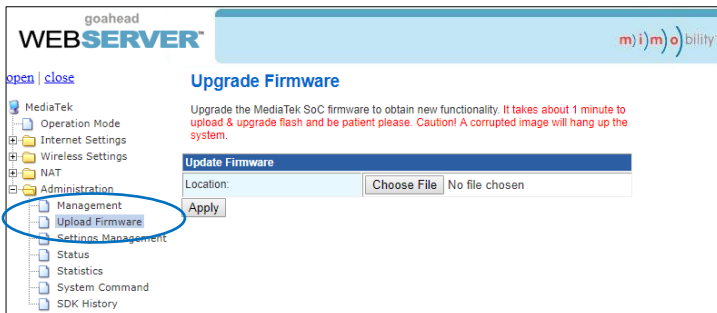 goahead
WEBSERVER™
m)i)m)o)bility™
open | close
MediaTek
Operation Mode
Internet Settings
Wireless Settings
NAT
Administration
Management
Upload Firmware
Settings Management
Status
Statistics
System Command
SDK History
Upgrade Firmware
Upgrade the MediaTek SoC firmware to obtain new functionality. It takes about 1 minute to
upload & upgrade flash and be patient please. Caution! A corrupted image will hang up the
system.
Update Firmware
Location: Choose File No file chosen
Apply